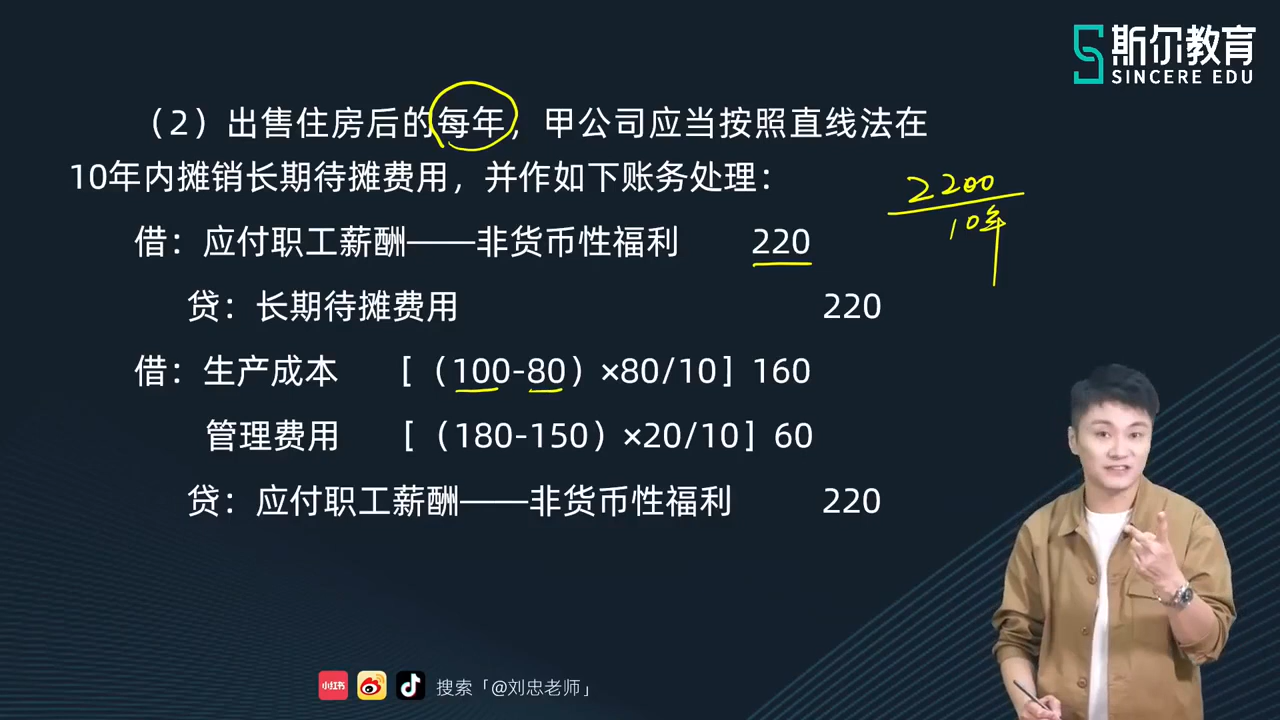 斯尔教育
SINCERE EDU
（2）出售住房后的每年，甲公司应当按照直线法在
10年内摊销长期待摊费用，并作如下账务处理：
2200
10年
借：应付职工薪酬——非货币性福利 220
贷：长期待摊费用 220
借：生产成本 [（100-80）×80/10] 160
管理费用 [（180-150）×20/10] 60
贷：应付职工薪酬——非货币性福利 220
小红书 搜索「@刘忠老师」